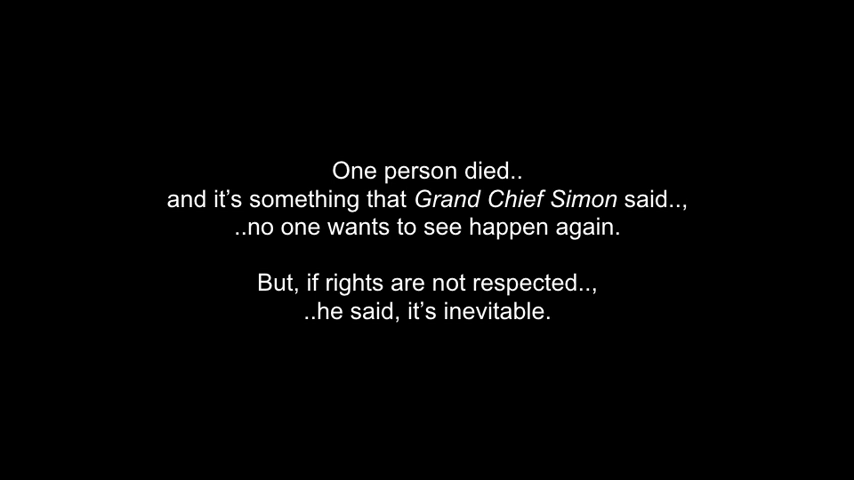 One person died..
and it’s something that Grand Chief Simon said..,
..no one wants to see happen again.
But, if rights are not respected..,
..he said, it’s inevitable.